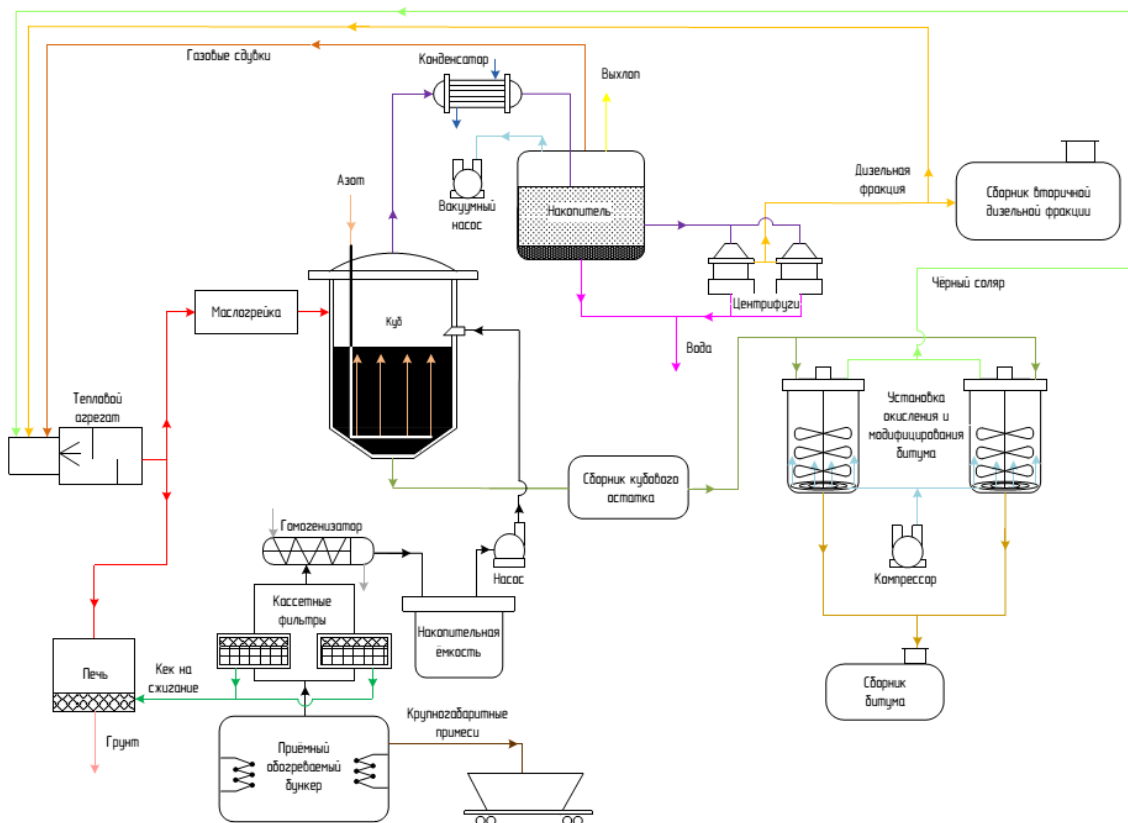 Газовые сдувки
Конденсатор
Выхлоп
Азот
Вакуумный
насос
Накопитель
Дизельная
фракция
Сборник вторичной
дизельной фракции
Маслогрейка
Куб
Центрифуги
Чёрный соляр
Вода
Тепловой
агрегат
Установка
окисления и
модифицирования
битума
Сборник кубового
остатка
Гомогенизатор
Насос
Компрессор
Кассетные
фильтры
Накопительная
ёмкость
Печь
Кек на
сжигание
Сборник
битума
Грунт
Крупногабаритные
примеси
Приёмный
обогреваемый
бункер